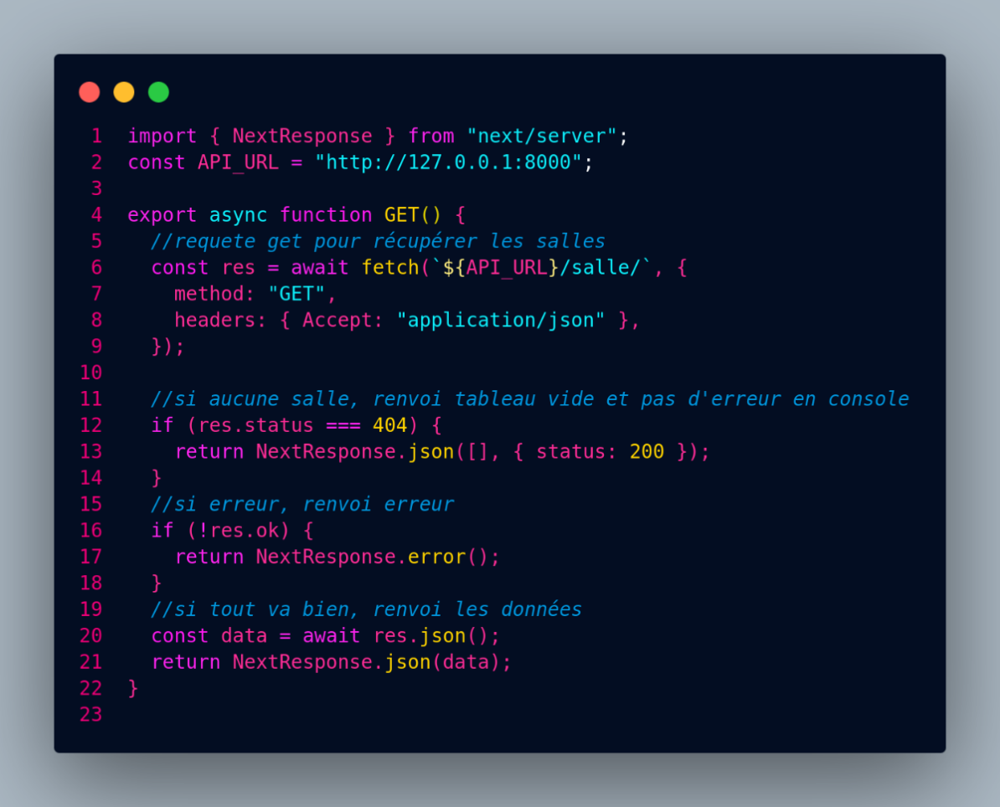 1 import { NextResponse } from "next/server";
2 const API_URL = "http://127.0.0.1:8000";
3
4 export async function GET() {
5   //requete get pour récupérer les salles
6   const res = await fetch(`${API_URL}/salle/`, {
7     method: "GET",
8     headers: { Accept: "application/json" },
9   });
10
11   //si aucune salle, renvoi tableau vide et pas d'erreur en console
12   if (res.status === 404) {
13     return NextResponse.json([], { status: 200 });
14   }
15   //si erreur, renvoi erreur
16   if (!res.ok) {
17     return NextResponse.error();
18   }
19   //si tout va bien, renvoi les données
20   const data = await res.json();
21   return NextResponse.json(data);
22 }
23